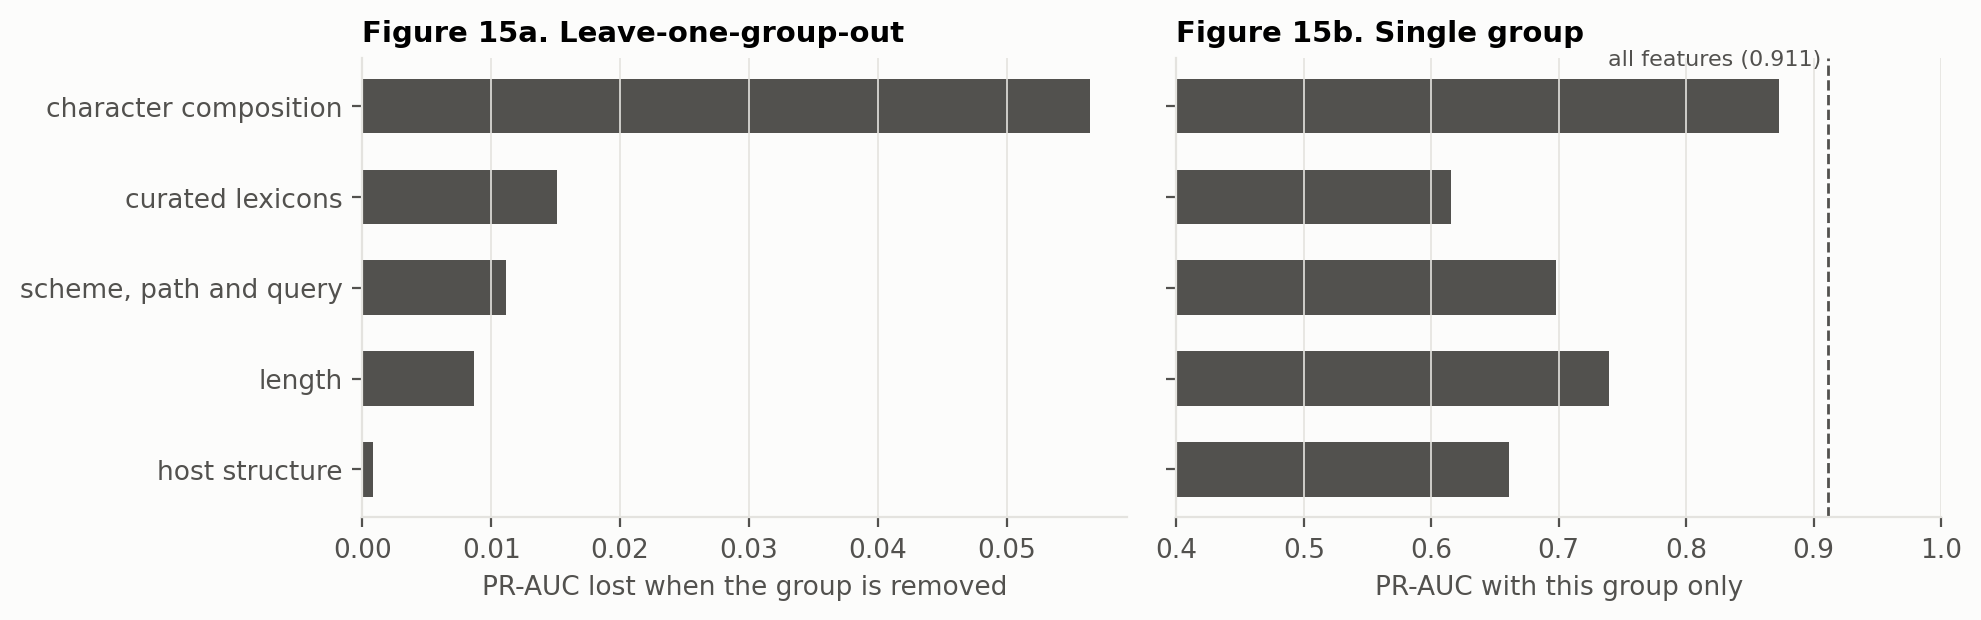 Figure 15a. Leave-one-group-out
character composition
curated lexicons
scheme, path and query
length
host structure
0.00 0.01 0.02 0.03 0.04 0.05
PR-AUC lost when the group is removed
Figure 15b. Single group
all features (0.911)
0.4 0.5 0.6 0.7 0.8 0.9 1.0
PR-AUC with this group only